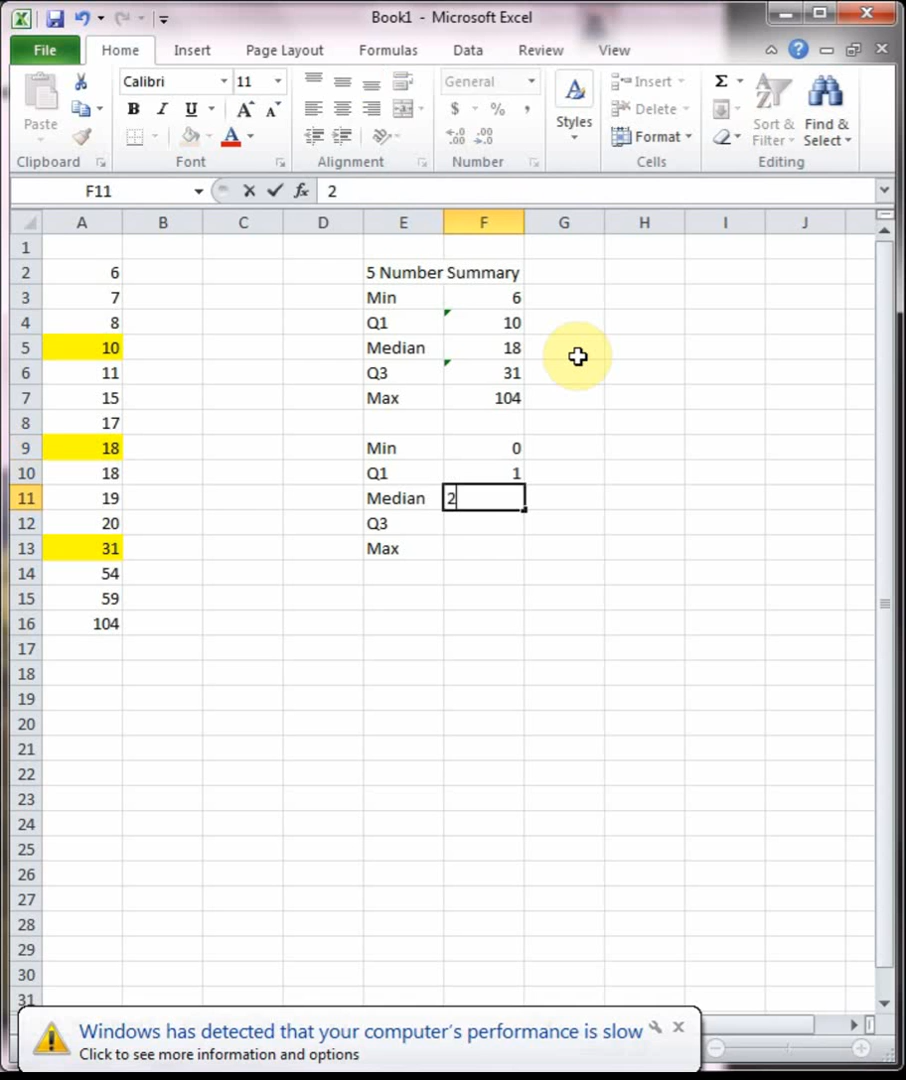 Book1 - Microsoft Excel
File Home Insert Page Layout Formulas Data Review View
Paste
Clipboard
Calibri 11
B I U A A
A
Font
Alignment
General
$ % ,
Number
A
Styles
Insert
Delete
Format
Cells
Σ
Sort & Filter
Find & Select
Editing
F11 fx 2
A B C D E F G H I J
1
2 6 5 Number Summary
3 7 Min 6
4 8 Q1 10
5 10 Median 18
6 11 Q3 31
7 15 Max 104
8 17
9 18 Min 0
10 18 Q1 1
11 19 Median 2
12 20 Q3
13 31 Max
14 54
15 59
16 104
17
18
19
20
21
22
23
24
25
26
27
28
29
30
31
Windows has detected that your computer's performance is slow
Click to see more information and options